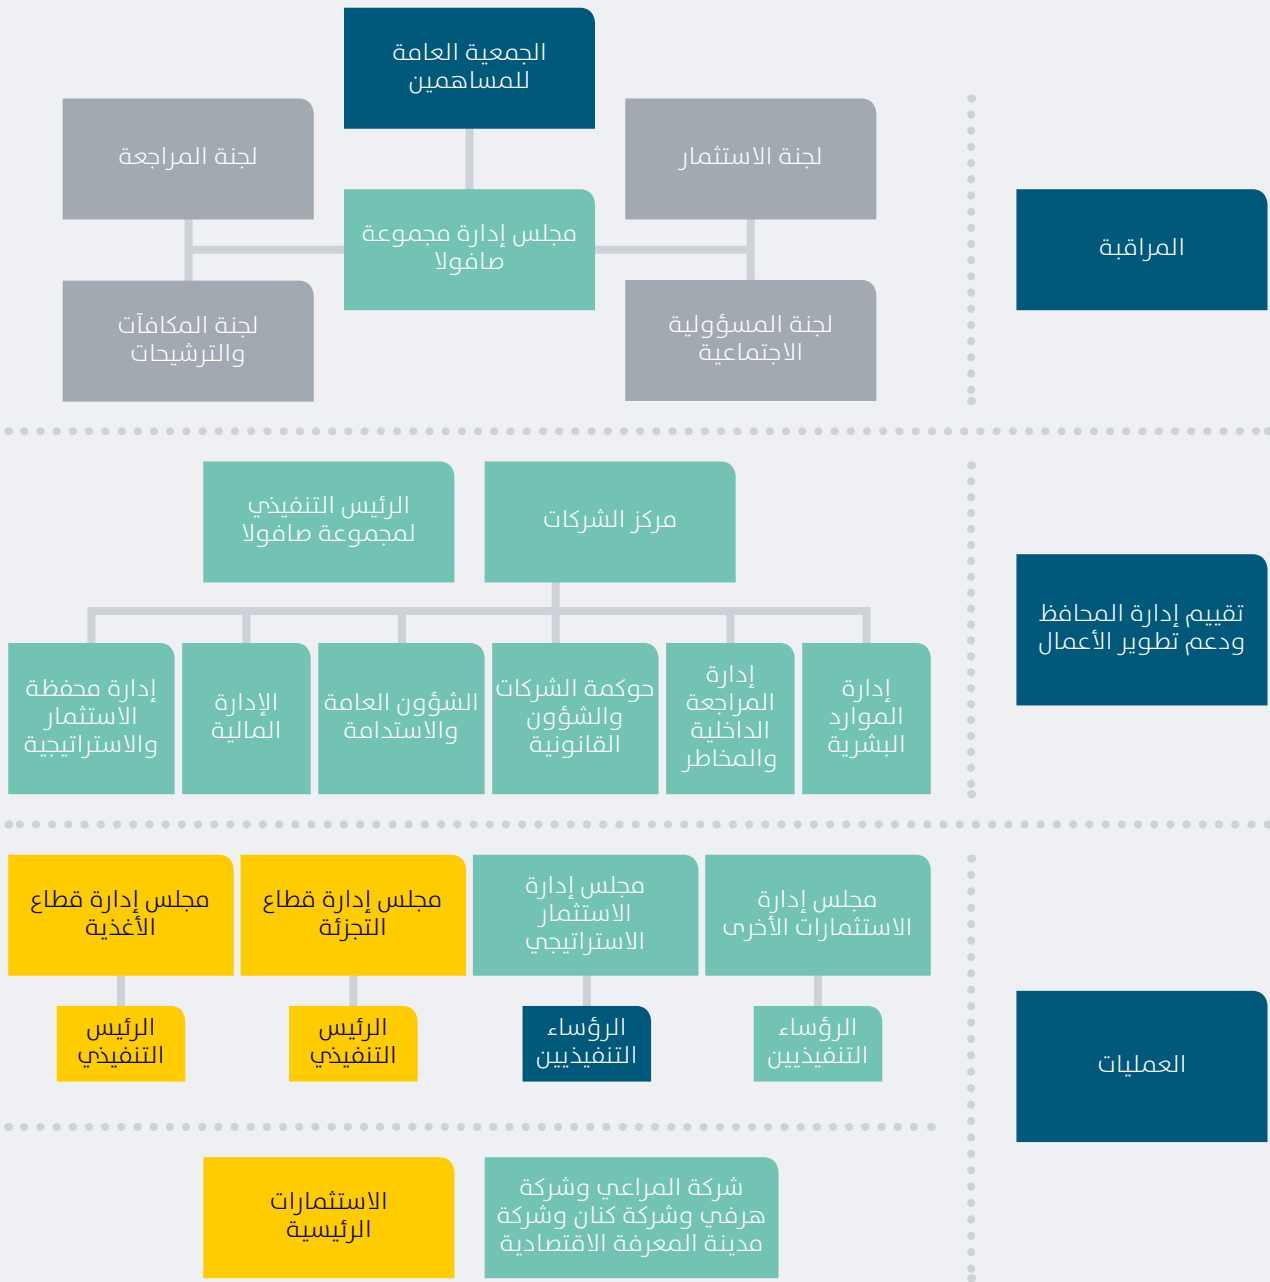 الجمعية العامة
للمساهمين
لجنة الاستثمار
لجنة المراجعة
مجلس إدارة مجموعة
صافولا
المراقبة
لجنة المسؤولية
الاجتماعية
لجنة المكافآت
والترشيحات
مركز الشركات
الرئيس التنفيذي
لمجموعة صافولا
تقييم إدارة المحافظ
ودعم تطوير الأعمال
إدارة
الموارد
البشرية
إدارة
المراجعة
الداخلية
والمخاطر
حوكمة الشركات
والشؤون
القانونية
الشؤون العامة
والاستدامة
الإدارة
المالية
إدارة محفظة
الاستثمار
والاستراتيجية
مجلس إدارة
الاستثمارات الأخرى
مجلس إدارة
الاستثمار
الاستراتيجي
مجلس إدارة قطاع
التجزئة
مجلس إدارة قطاع
الأغذية
العمليات
الرؤساء
التنفيذيين
الرؤساء
التنفيذيين
الرئيس
التنفيذي
الرئيس
التنفيذي
شركة المراعي وشركة
هرفي وشركة كنان وشركة
مدينة المعرفة الاقتصادية
الاستثمارات
الرئيسية